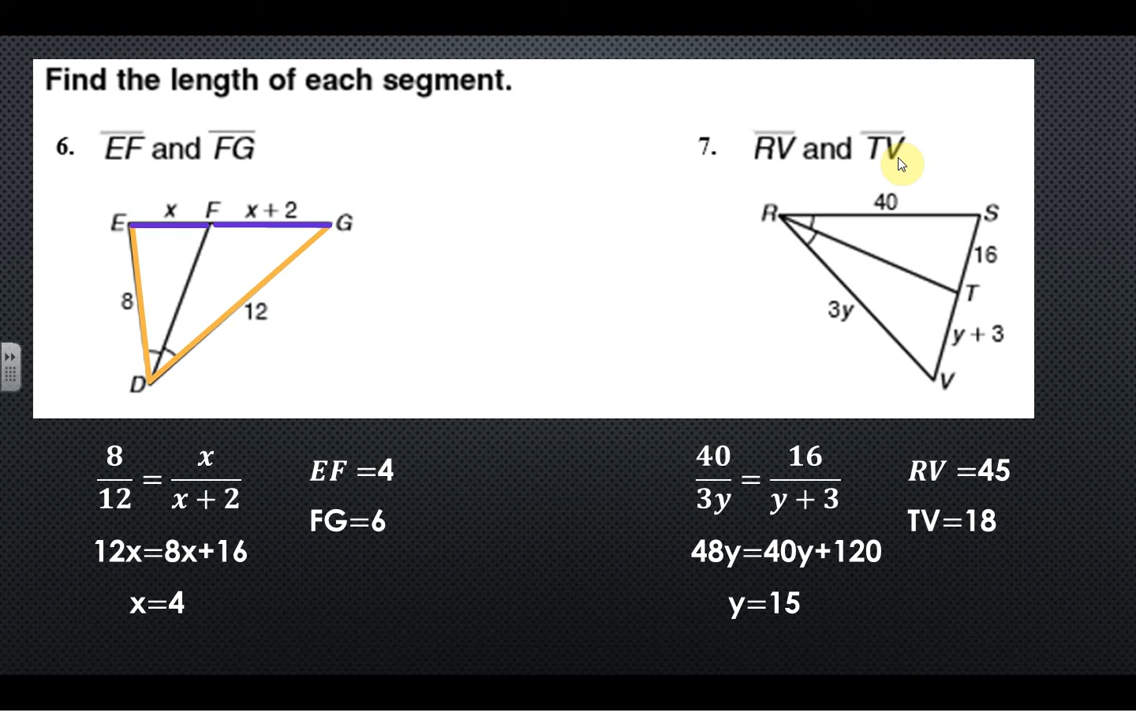 Find the length of each segment.
6. EF and FG
x F x + 2
E G
8
12
D
7. RV and TV
40
R S
16
T
3y
y + 3
V
8/12 = x/(x + 2)
EF =4
FG=6
12x=8x+16
x=4
40/3y = 16/(y + 3)
RV =45
TV=18
48y=40y+120
y=15